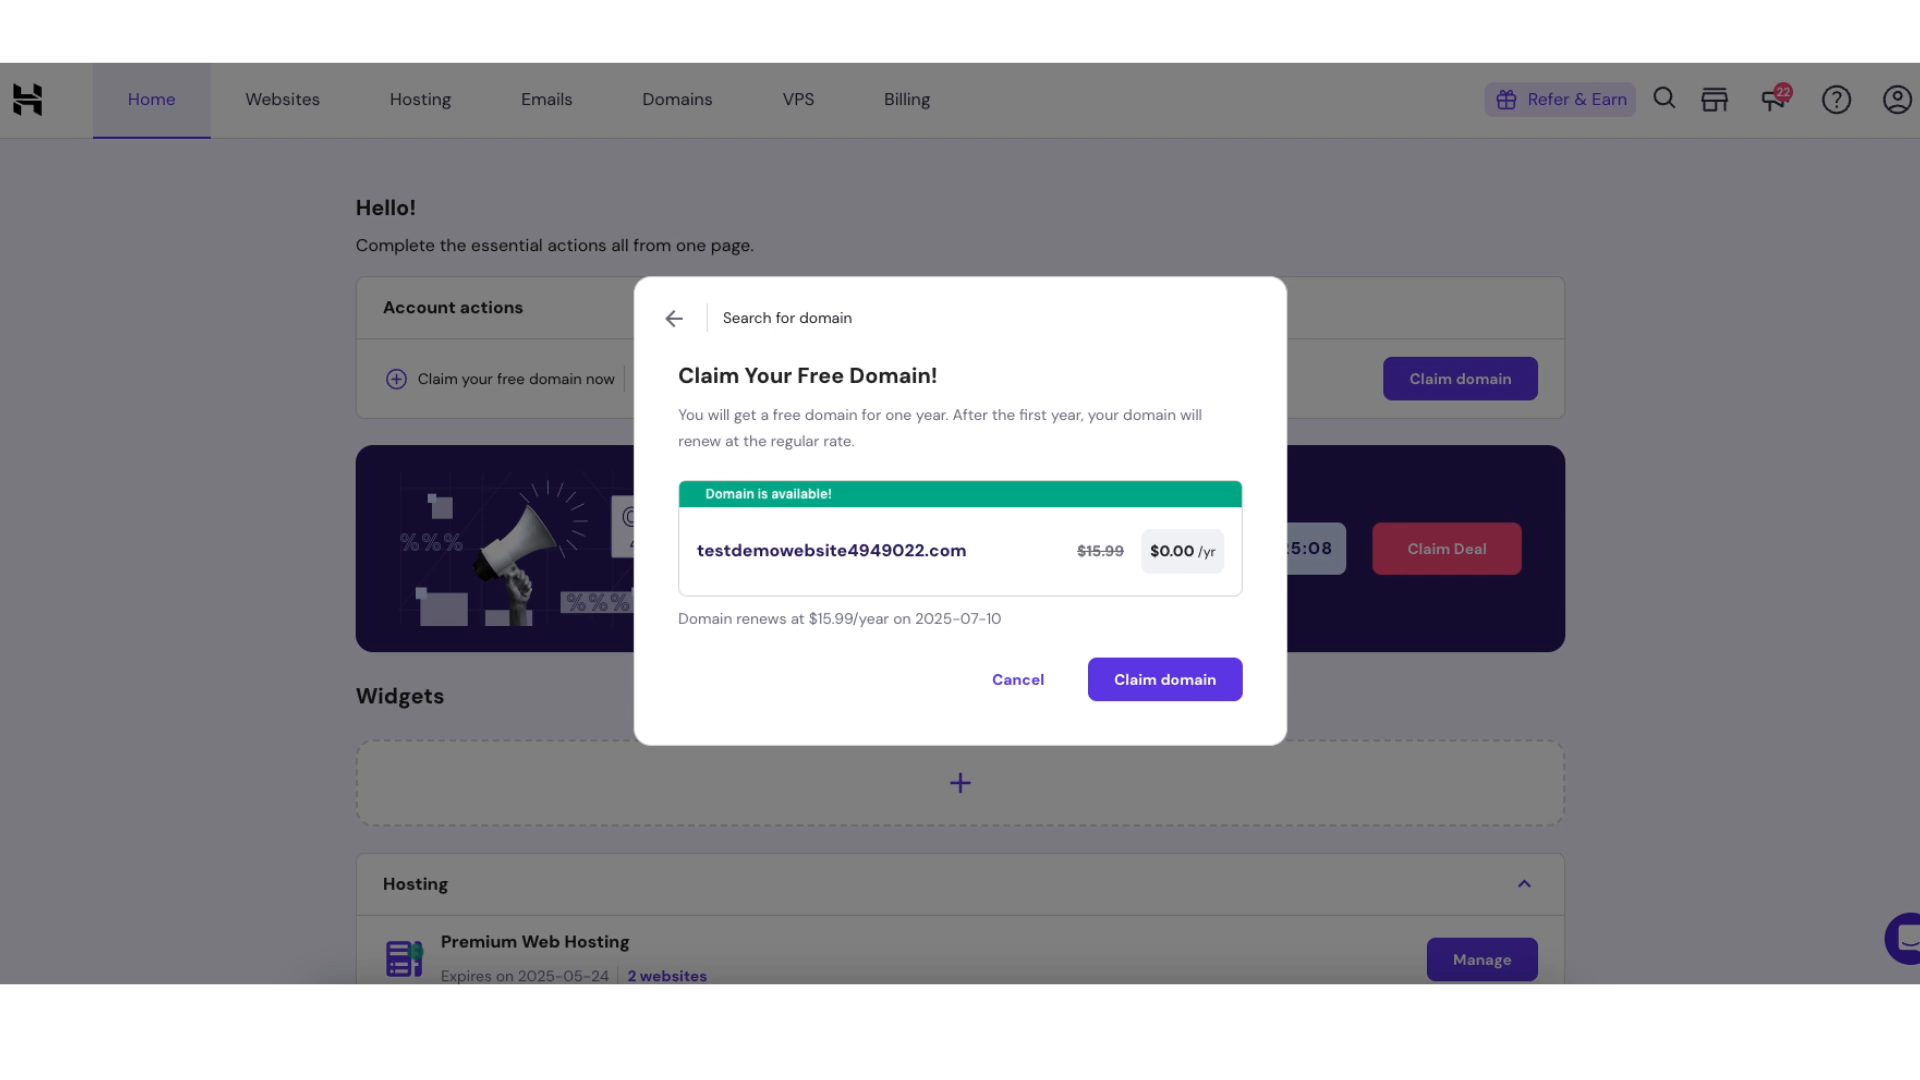 Home Websites Hosting Emails Domains VPS Billing Refer & Earn 22
Hello!
Complete the essential actions all from one page.
Account actions
Claim your free domain now
Claim domain
Search for domain
Claim Your Free Domain!
You will get a free domain for one year. After the first year, your domain will
renew at the regular rate.
Domain is available!
testdemowebsite4949022.com $15.99 $0.00 /yr
Domain renews at $15.99/year on 2025-07-10
Cancel Claim domain
%%%
%%%
5:08 Claim Deal
Widgets
Hosting
Premium Web Hosting
Expires on 2025-05-24 2 websites
Manage